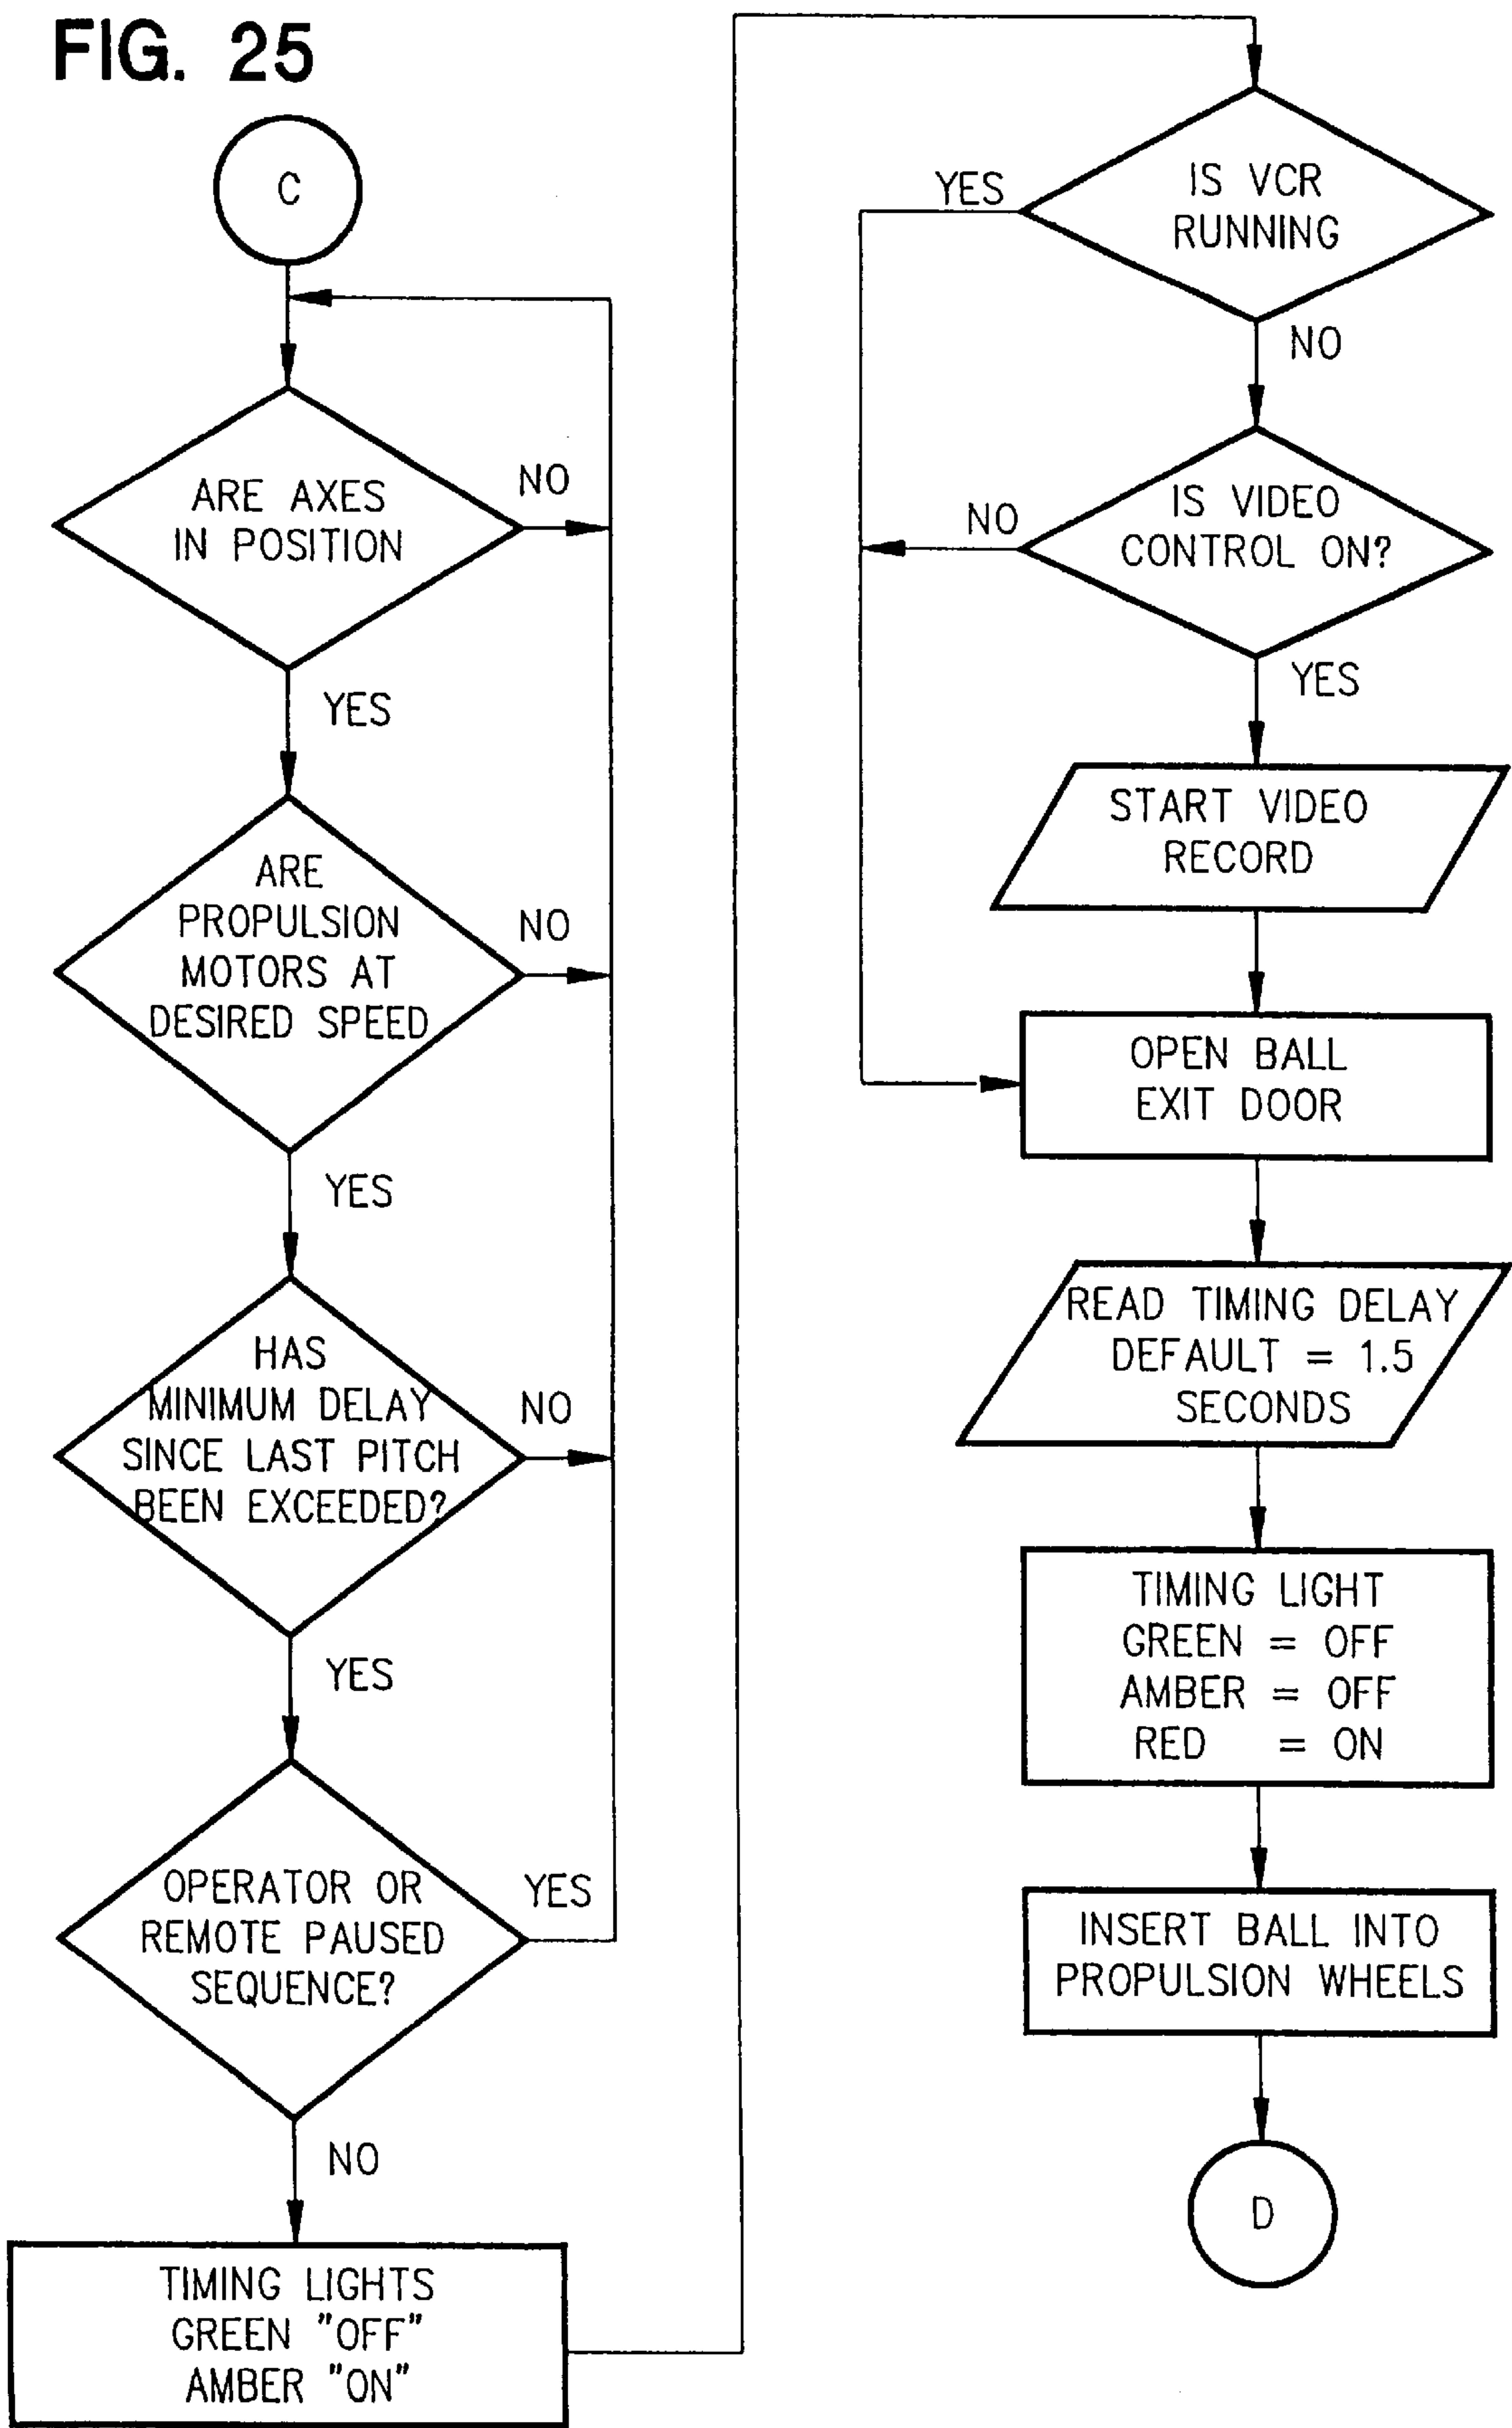 FIG. 25
C
ARE AXES
IN POSITION
NO
YES
ARE
PROPULSION
MOTORS AT
DESIRED SPEED
NO
YES
HAS
MINIMUM DELAY
SINCE LAST PITCH
BEEN EXCEEDED?
NO
YES
OPERATOR OR
REMOTE PAUSED
SEQUENCE?
YES
NO
TIMING LIGHTS
GREEN "OFF"
AMBER "ON"
IS VCR
RUNNING
YES
NO
IS VIDEO
CONTROL ON?
NO
YES
START VIDEO
RECORD
OPEN BALL
EXIT DOOR
READ TIMING DELAY
DEFAULT = 1.5
SECONDS
TIMING LIGHT
GREEN = OFF
AMBER = OFF
RED = ON
INSERT BALL INTO
PROPULSION WHEELS
D